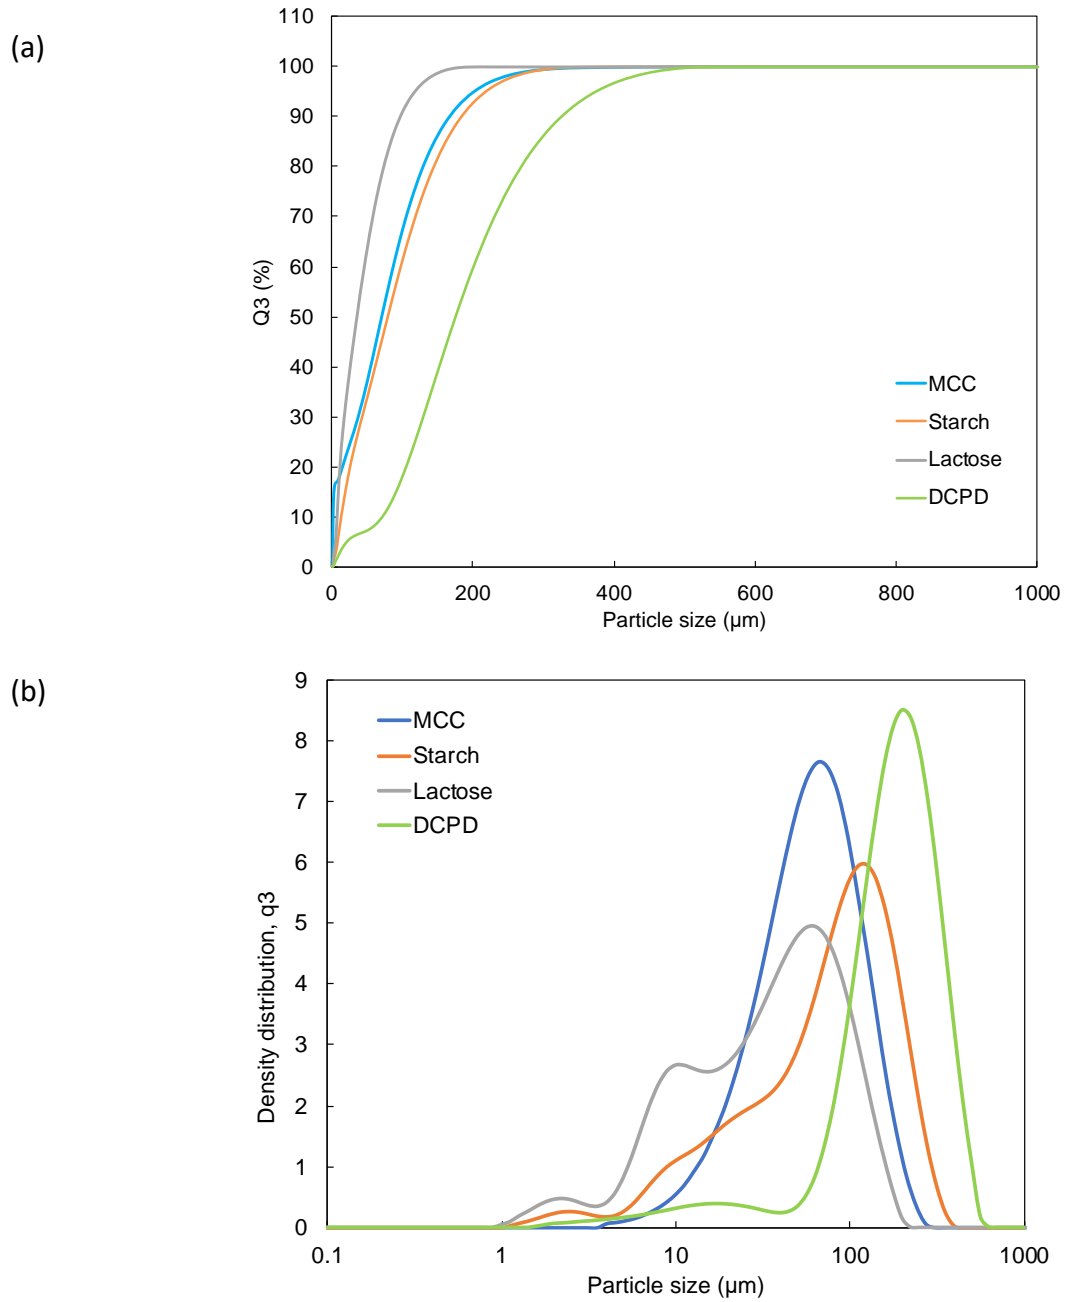 (a)
110
100
90
80
70
60
50
40
30
20
10
0
Q3 (%)
MCC
Starch
Lactose
DCPD
0 200 400 600 800 1000
Particle size (µm)
(b)
9
8
7
6
5
4
3
2
1
0
Density distribution, q3
MCC
Starch
Lactose
DCPD
0.1 1 10 100 1000
Particle size (µm)